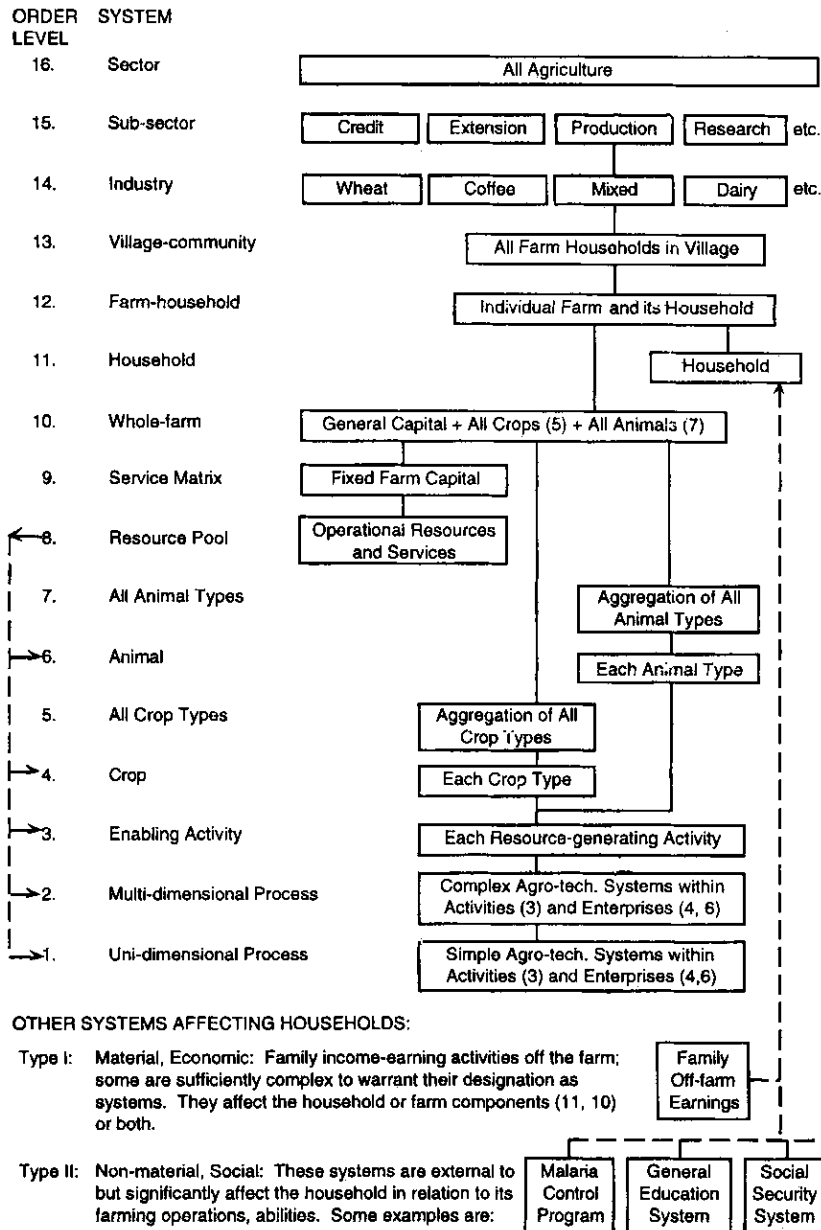 ORDER SYSTEM
LEVEL
16. Sector All Agriculture
15. Sub-sector Credit Extension Production Research etc.
14. Industry Wheat Coffee Mixed Dairy etc.
13. Village-community All Farm Households in Village
12. Farm-household Individual Farm and its Household
11. Household Household
10. Whole-farm General Capital + All Crops (5) + All Animals (7)
9. Service Matrix Fixed Farm Capital
8. Resource Pool Operational Resources
and Services
7. All Animal Types Aggregation of All
Animal Types
6. Animal Each Animal Type
5. All Crop Types Aggregation of All
Crop Types
4. Crop Each Crop Type
3. Enabling Activity Each Resource-generating Activity
2. Multi-dimensional Process Complex Agro-tech. Systems within
Activities (3) and Enterprises (4, 6)
1. Uni-dimensional Process Simple Agro-tech. Systems within
Activities (3) and Enterprises (4,6)
OTHER SYSTEMS AFFECTING HOUSEHOLDS:
Type I: Material, Economic: Family income-earning activities off the farm;
some are sufficiently complex to warrant their designation as
systems. They affect the household or farm components (11, 10)
or both.
Family
Off-farm
Earnings
Type II: Non-material, Social: These systems are external to
but significantly affect the household in relation to its
farming operations, abilities. Some examples are:
Malaria
Control
Program
General
Education
System
Social
Security
System